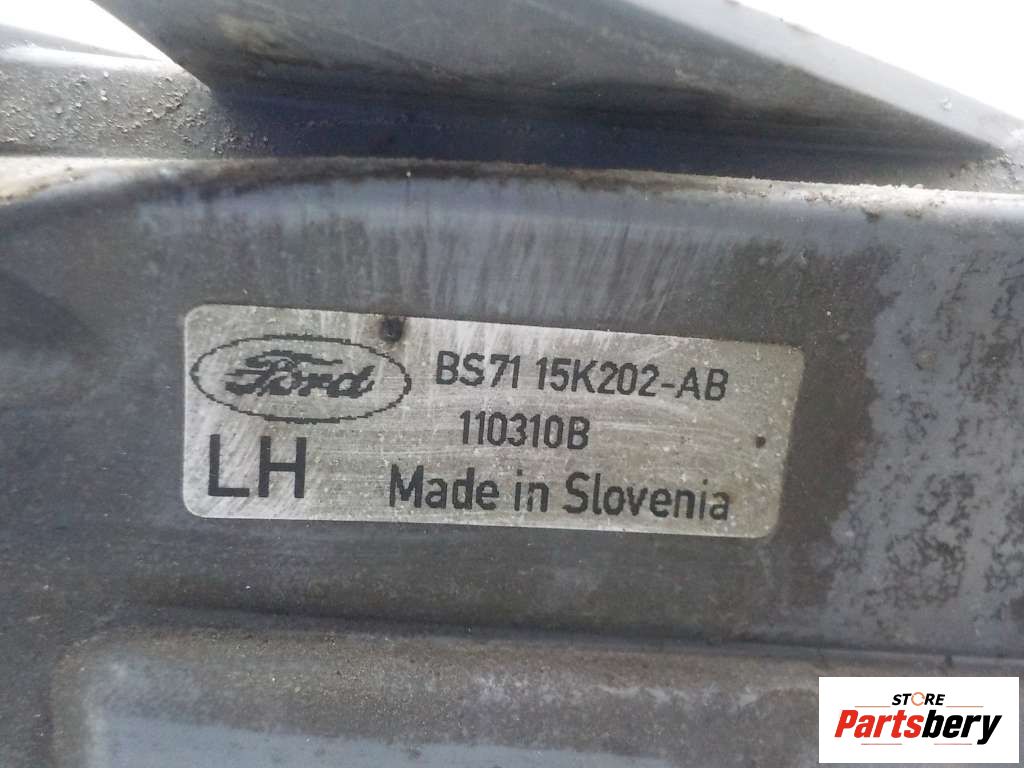 Ford
BS71 15K202-AB
110310B
LH
Made in Slovenia
STORE
Partsbery